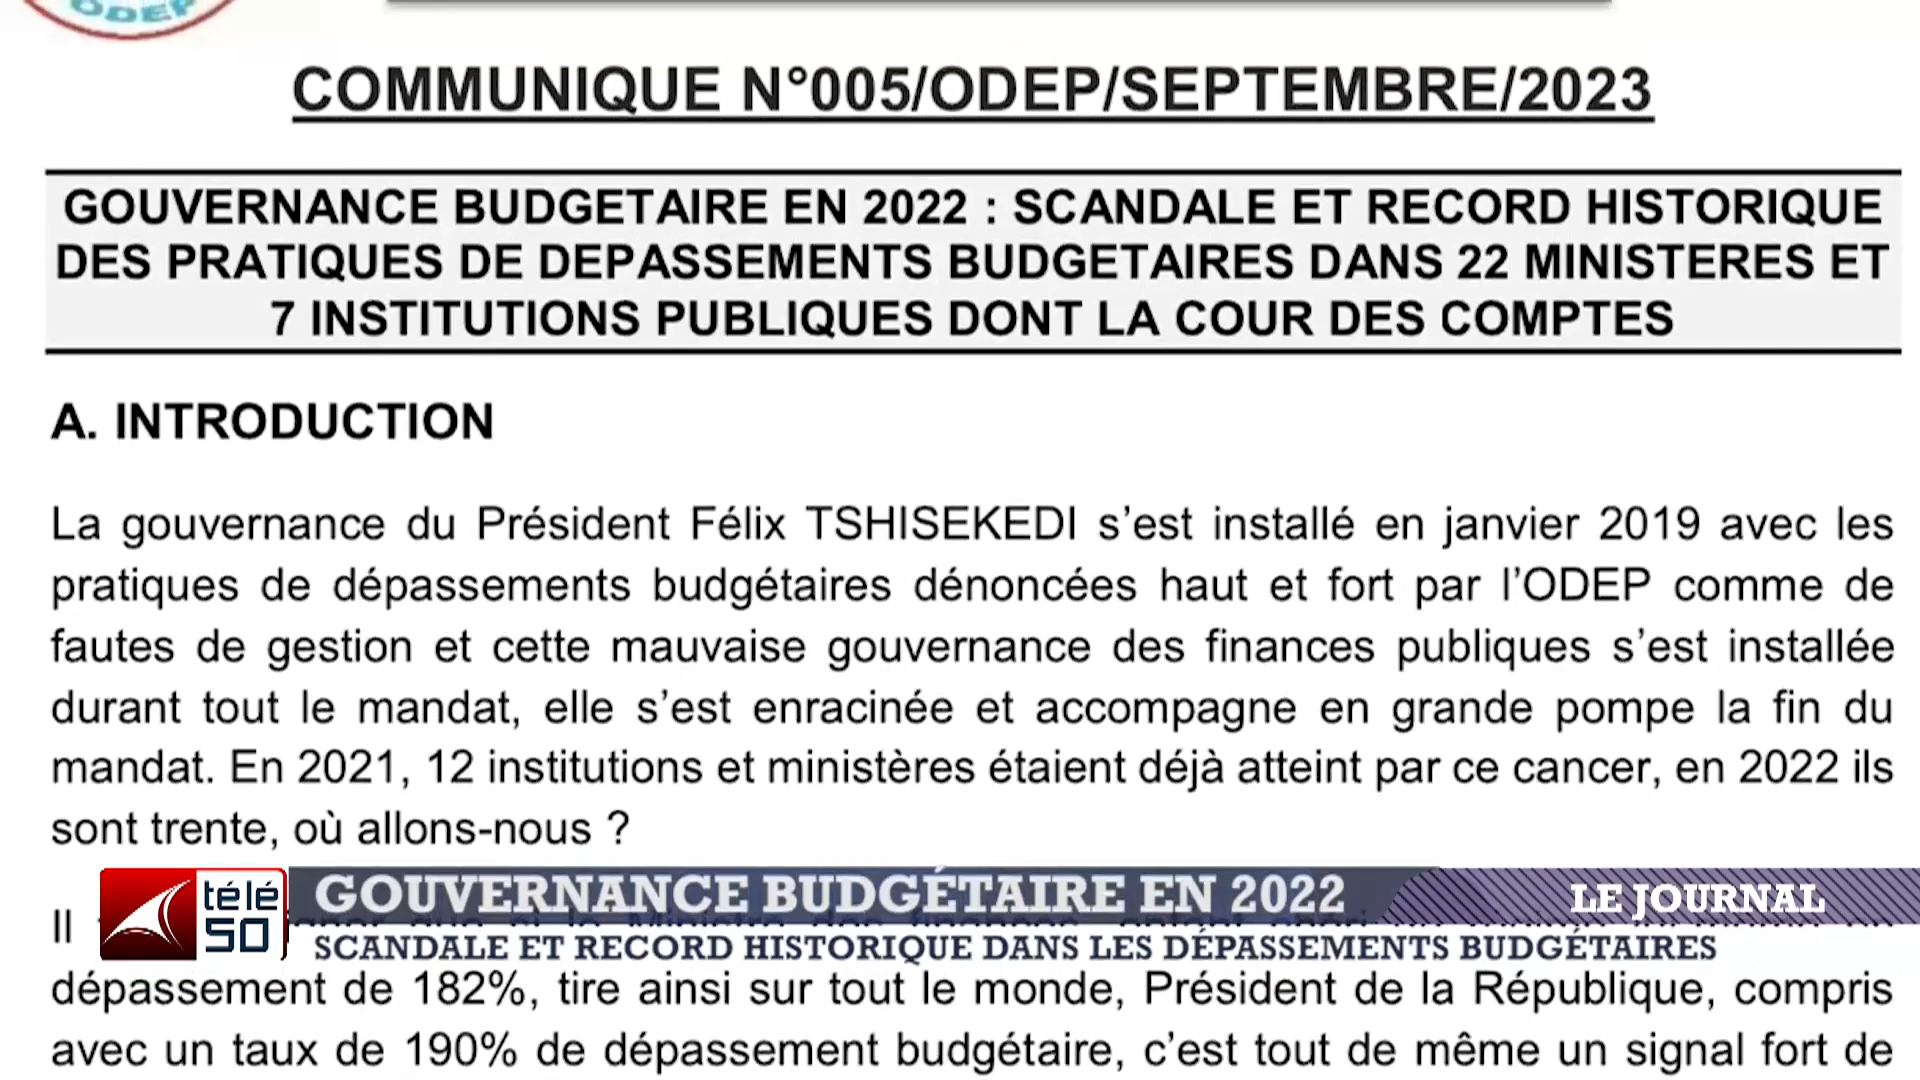 ODEP
COMMUNIQUE N°005/ODEP/SEPTEMBRE/2023
GOUVERNANCE BUDGETAIRE EN 2022 : SCANDALE ET RECORD HISTORIQUE
DES PRATIQUES DE DEPASSEMENTS BUDGETAIRES DANS 22 MINISTERES ET
7 INSTITUTIONS PUBLIQUES DONT LA COUR DES COMPTES
A. INTRODUCTION
La gouvernance du Président Félix TSHISEKEDI s’est installé en janvier 2019 avec les
pratiques de dépassements budgétaires dénoncées haut et fort par l’ODEP comme de
fautes de gestion et cette mauvaise gouvernance des finances publiques s’est installée
durant tout le mandat, elle s’est enracinée et accompagne en grande pompe la fin du
mandat. En 2021, 12 institutions et ministères étaient déjà atteint par ce cancer, en 2022 ils
sont trente, où allons-nous ?
Il
télé
50
GOUVERNANCE BUDGÉTAIRE EN 2022
LE JOURNAL
SCANDALE ET RECORD HISTORIQUE DANS LES DÉPASSEMENTS BUDGÉTAIRES
dépassement de 182%, tire ainsi sur tout le monde, Président de la République, compris
avec un taux de 190% de dépassement budgétaire, c’est tout de même un signal fort de